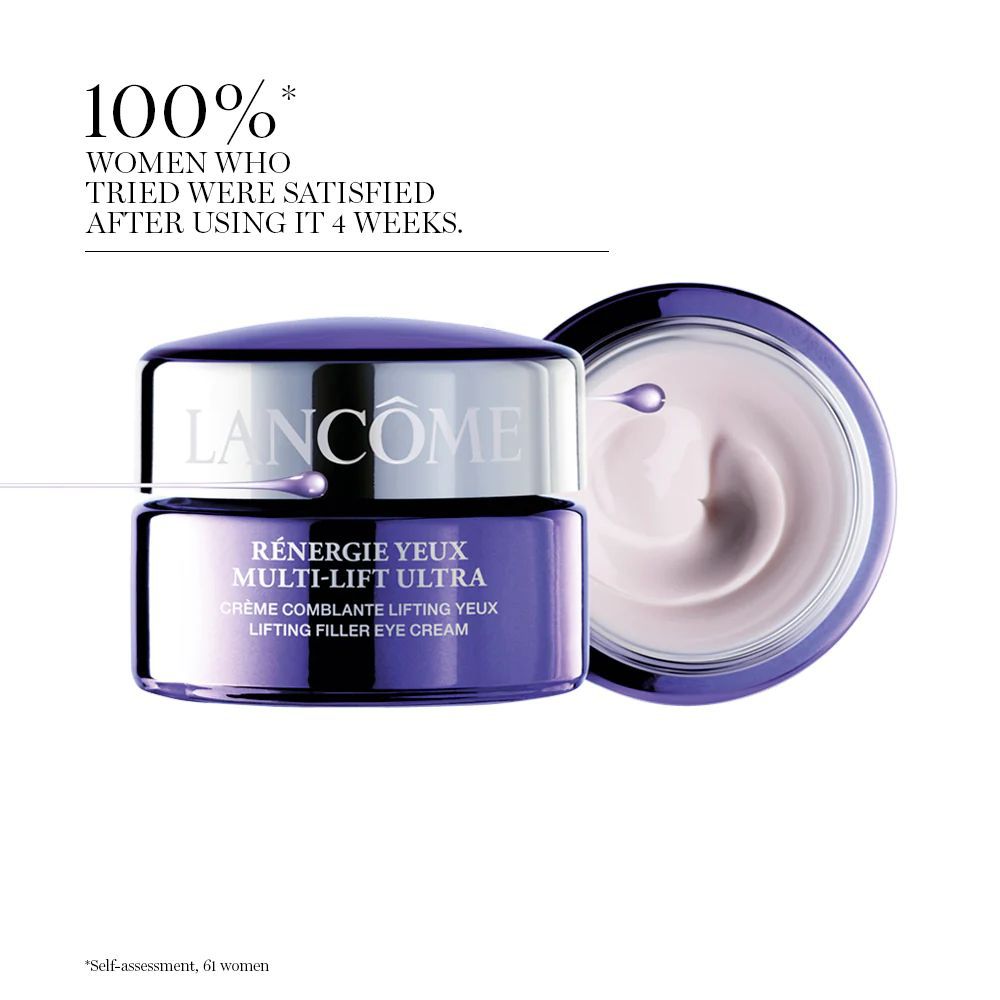 100%*
WOMEN WHO
TRIED WERE SATISFIED
AFTER USING IT 4 WEEKS.
LANCÔME
RÉNERGIE YEUX
MULTI-LIFT ULTRA
CRÈME COMBLANTE LIFTING YEUX
LIFTING FILLER EYE CREAM
*Self-assessment, 61 women